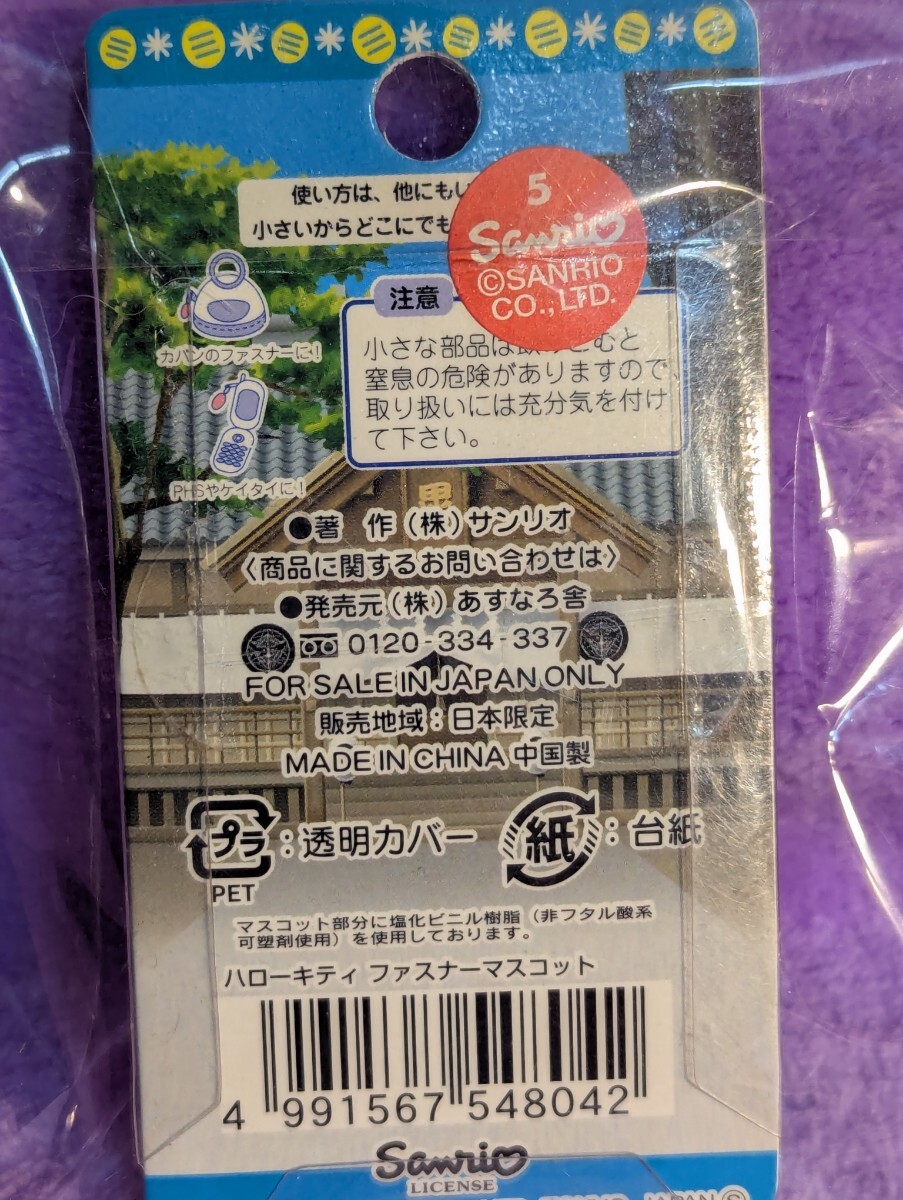 使い方は、他にもい
小さいからどこにでも
5
Sanrio
©SANRIO
CO., LTD.
注意
小さな部品は むと
窒息の危険がありますので、
取り扱いには充分気を付け
て下さい。
カバンのファスナーに!
PHSやケイタイに!
●著 作(株)サンリオ
〈商品に関するお問い合わせは〉
●発売元(株)あすなろ舎
0120-334-337
FOR SALE IN JAPAN ONLY
販売地域:日本限定
MADE IN CHINA 中国製
プラ:透明カバー
PET
紙:台紙
マスコット部分に塩化ビニル樹脂(非フタル酸系
可塑剤使用)を使用しております。
ハローキティ ファスナーマスコット
4 991567 548042
Sanrio
LICENSE
JAPAN